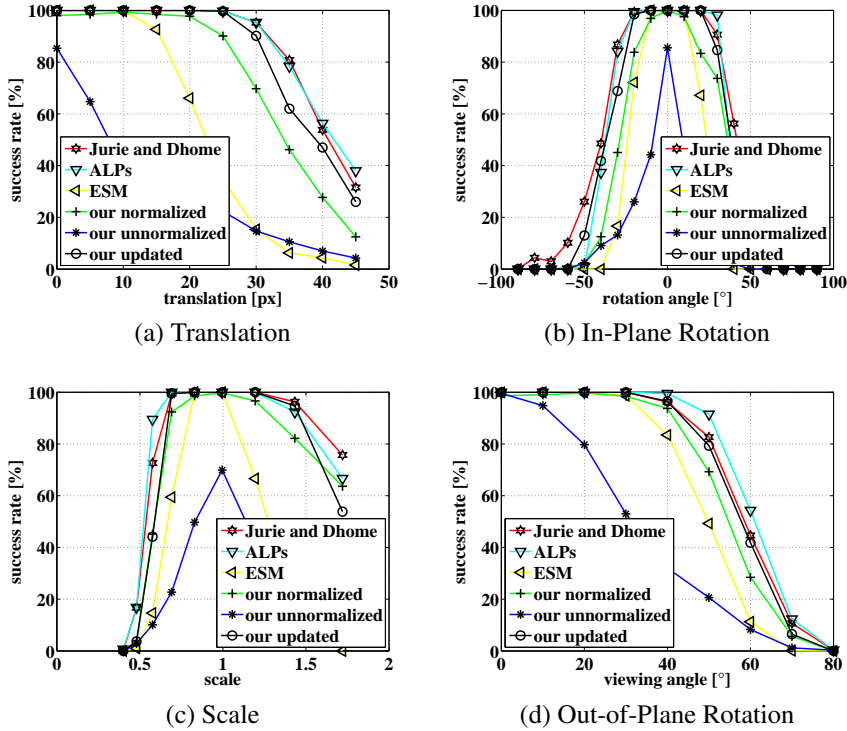 success rate [%]
100
80
60
40
20
0
Jurie and Dhome
ALPs
ESM
our normalized
our unnormalized
our updated
0 10 20 30 40 50
translation [px]
(a) Translation
success rate [%]
100
80
60
40
20
0
Jurie and Dhome
ALPs
ESM
our normalized
our unnormalized
our updated
−100 −50 0 50 100
rotation angle [°]
(b) In-Plane Rotation
success rate [%]
100
80
60
40
20
0
Jurie and Dhome
ALPs
ESM
our normalized
our unnormalized
our updated
0.5 1 1.5 2
scale
(c) Scale
success rate [%]
100
80
60
40
20
0
Jurie and Dhome
ALPs
ESM
our normalized
our unnormalized
our updated
0 20 40 60 80
viewing angle [°]
(d) Out-of-Plane Rotation